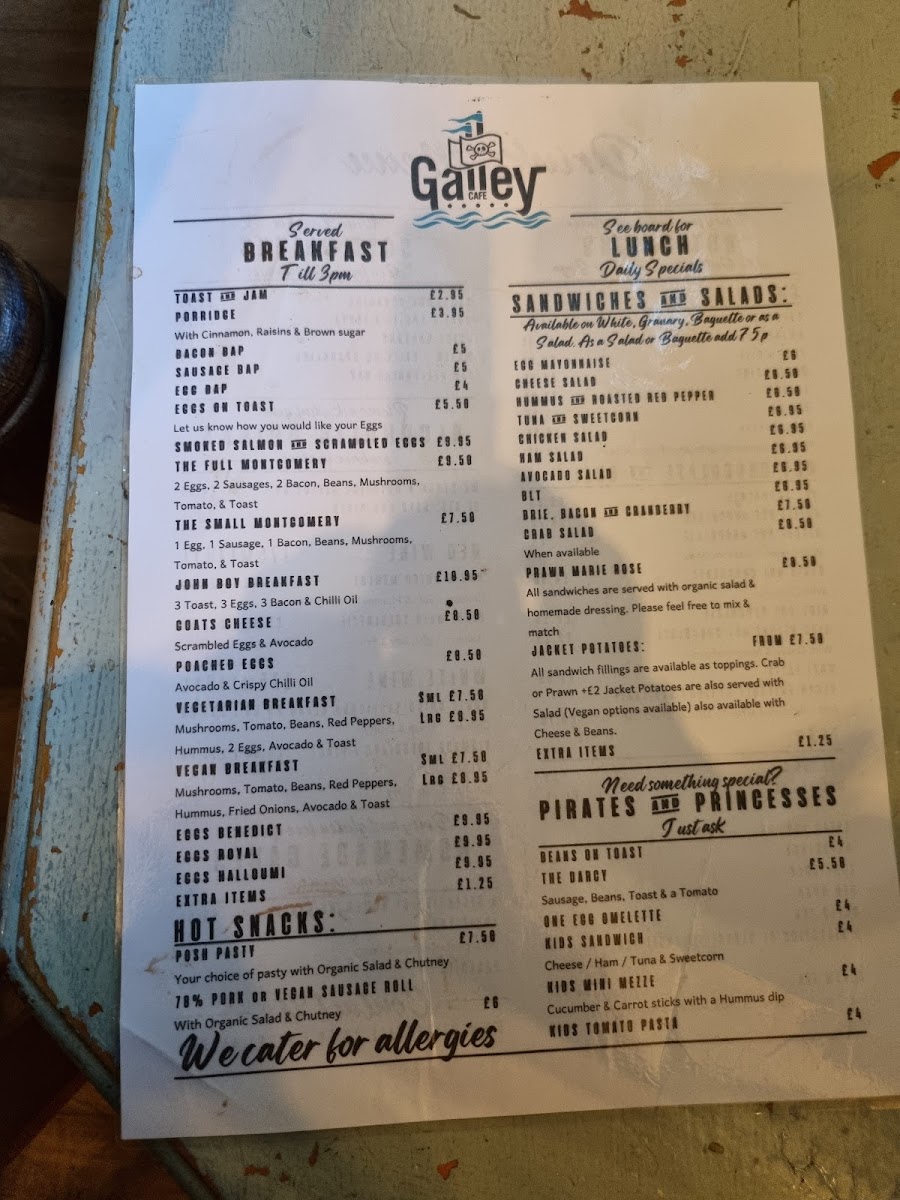 Galley
CAFE
Served
BREAKFAST
Till 3pm
TOAST AND JAM £2.95
PORRIDGE £3.95
With Cinnamon, Raisins & Brown sugar
BACON BAP £5
SAUSAGE BAP £5
EGG BAP £4
EGGS ON TOAST £5.50
Let us know how you would like your Eggs
SMOKED SALMON AND SCRAMBLED EGGS £9.95
THE FULL MONTGOMERY £9.50
2 Eggs, 2 Sausages, 2 Bacon, Beans, Mushrooms,
Tomato, & Toast
THE SMALL MONTGOMERY £7.50
1 Egg, 1 Sausage, 1 Bacon, Beans, Mushrooms,
Tomato, & Toast
JOHN BOY BREAKFAST £10.95
3 Toast, 3 Eggs, 3 Bacon & Chilli Oil
GOATS CHEESE £8.50
Scrambled Eggs & Avocado
POACHED EGGS £8.50
Avocado & Crispy Chilli Oil
VEGETARIAN BREAKFAST SML £7.50
Mushrooms, Tomato, Beans, Red Peppers, LRG £8.95
Hummus, 2 Eggs, Avocado & Toast
VEGAN BREAKFAST SML £7.50
Mushrooms, Tomato, Beans, Red Peppers, LRG £8.95
Hummus, Fried Onions, Avocado & Toast
EGGS BENEDICT £9.95
EGGS ROYAL £9.95
EGGS HALLOUMI £9.95
EXTRA ITEMS £1.25
HOT SNACKS:
POSH PASTY £7.50
Your choice of pasty with Organic Salad & Chutney
70% PORK OR VEGAN SAUSAGE ROLL
With Organic Salad & Chutney £6
We cater for allergies
See board for
LUNCH
Daily Specials
SANDWICHES AND SALADS:
Available on White, Granary, Baguette or as a
Salad. As a Salad or Baguette add 75p
EGG MAYONNAISE £6
CHEESE SALAD £6.50
HUMMUS AND ROASTED RED PEPPER £6.50
TUNA AND SWEETCORN £6.95
CHICKEN SALAD £6.95
HAM SALAD £6.95
AVOCADO SALAD £6.95
BLT £6.95
BRIE, BACON AND CRANBERRY £7.50
CRAB SALAD £8.50
When available
PRAWN MARIE ROSE £8.50
All sandwiches are served with organic salad &
homemade dressing. Please feel free to mix &
match
JACKET POTATOES: FROM £7.50
All sandwich fillings are available as toppings. Crab
or Prawn +£2 Jacket Potatoes are also served with
Salad (Vegan options available) also available with
Cheese & Beans.
EXTRA ITEMS £1.25
Need something special?
PIRATES AND PRINCESSES
Just ask
BEANS ON TOAST £4
THE DARCY £5.50
Sausage, Beans, Toast & a Tomato
ONE EGG OMELETTE £4
KIDS SANDWICH £4
Cheese / Ham / Tuna & Sweetcorn
KIDS MINI MEZZE £4
Cucumber & Carrot sticks with a Hummus dip
KIDS TOMATO PASTA £4